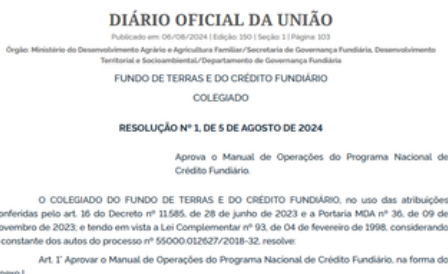 DIÁRIO OFICIAL DA UNIÃO
Publicado em: 06/08/2024 | Edição: 150 | Seção: 1 | Página: 103
Órgão: Ministério do Desenvolvimento Agrário e Agricultura Familiar/Secretaria de Governança Fundiária, Desenvolvimento
Territorial e Socioambiental/Departamento de Governança Fundiária
FUNDO DE TERRAS E DO CRÉDITO FUNDIÁRIO
COLEGIADO
RESOLUÇÃO Nº 1, DE 5 DE AGOSTO DE 2024
Aprova o Manual de Operações do Programa Nacional de
Crédito Fundiário.
O COLEGIADO DO FUNDO DE TERRAS E DO CRÉDITO FUNDIÁRIO, no uso das atribuições
onferidas pelo art. 16 do Decreto nº 11.585, de 28 de junho de 2023 e a Portaria MDA nº 36, de 09 de
ovembro de 2023; e tendo em vista a Lei Complementar nº 93, de 04 de fevereiro de 1998, considerando
constante dos autos do processo nº 55000.012627/2018-32, resolve:
Art. 1º Aprovar o Manual de Operações do Programa Nacional de Crédito Fundiário, na forma do